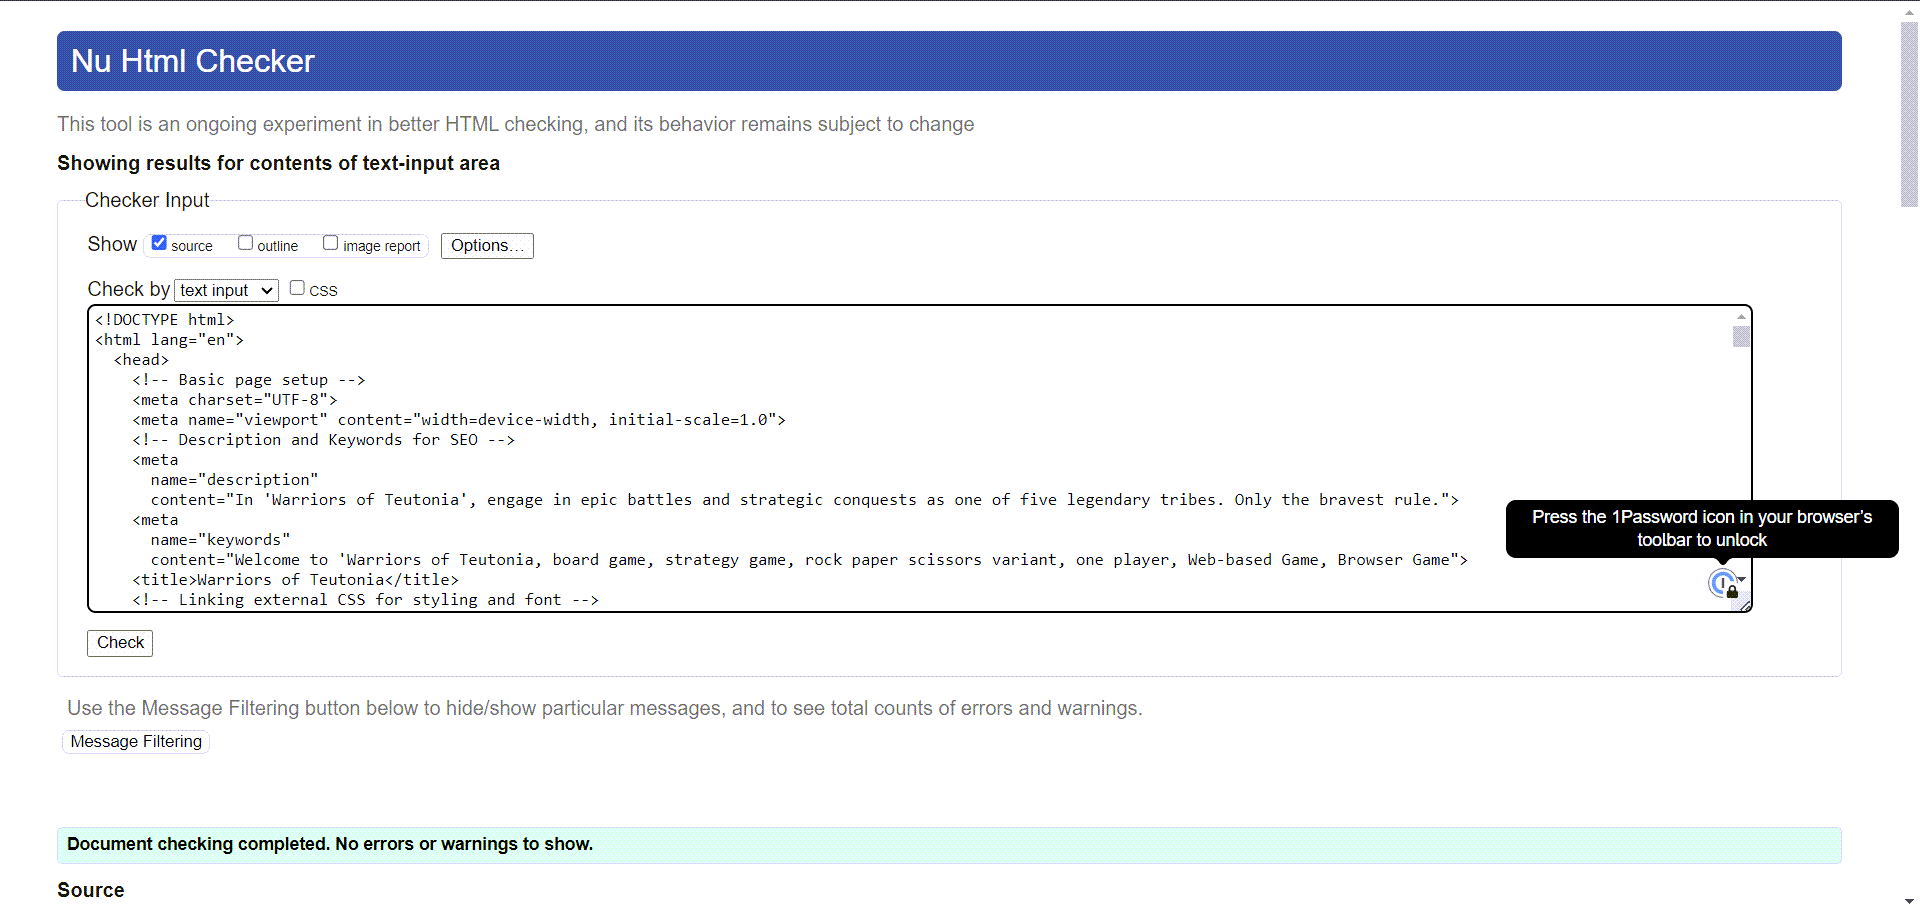 Nu Html Checker
This tool is an ongoing experiment in better HTML checking, and its behavior remains subject to change
Showing results for contents of text-input area
Checker Input
Show source outline image report Options...
Check by text input CSS
<!DOCTYPE html>
<html lang="en">
<head>
<!-- Basic page setup -->
<meta charset="UTF-8">
<meta name="viewport" content="width=device-width, initial-scale=1.0">
<!-- Description and Keywords for SEO -->
<meta
name="description"
content="In 'Warriors of Teutonia', engage in epic battles and strategic conquests as one of five legendary tribes. Only the bravest rule.">
<meta
name="keywords"
content="Welcome to 'Warriors of Teutonia, board game, strategy game, rock paper scissors variant, one player, Web-based Game, Browser Game">
<title>Warriors of Teutonia</title>
<!-- Linking external CSS for styling and font -->
Press the 1Password icon in your browser's
toolbar to unlock
Check
Use the Message Filtering button below to hide/show particular messages, and to see total counts of errors and warnings.
Message Filtering
Document checking completed. No errors or warnings to show.
Source